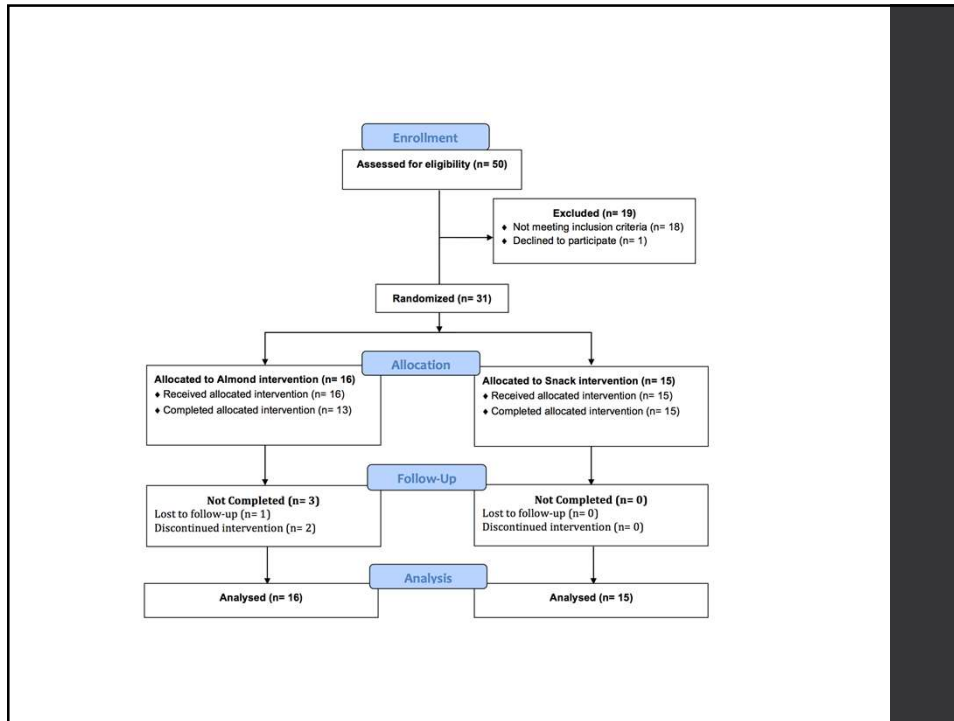 Enrollment
Assessed for eligibility (n= 50)
Excluded (n= 19)
♦ Not meeting inclusion criteria (n= 18)
♦ Declined to participate (n= 1)
Randomized (n= 31)
Allocation
Allocated to Almond intervention (n= 16)
♦ Received allocated intervention (n= 16)
♦ Completed allocated intervention (n= 13)
Allocated to Snack intervention (n= 15)
♦ Received allocated intervention (n= 15)
♦ Completed allocated intervention (n= 15)
Follow-Up
Not Completed (n= 3)
Lost to follow-up (n= 1)
Discontinued intervention (n= 2)
Not Completed (n= 0)
Lost to follow-up (n= 0)
Discontinued intervention (n= 0)
Analysis
Analysed (n= 16)
Analysed (n= 15)